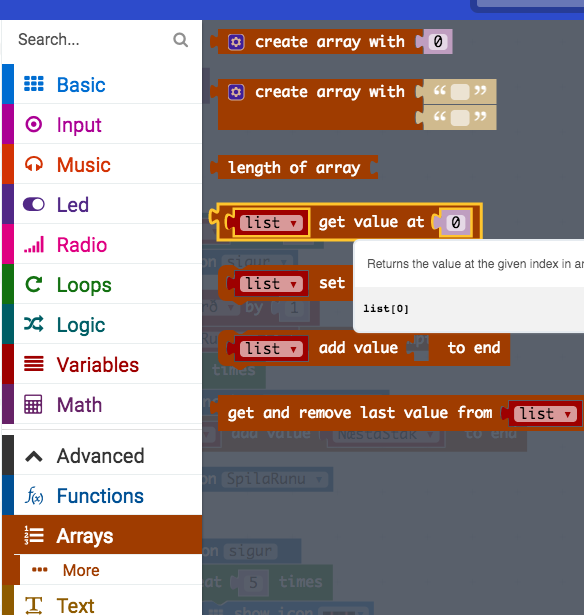 Search...
Basic
Input
Music
Led
Radio
Loops
Logic
Variables
Math
Advanced
Functions
Arrays
More
Text
create array with 0
create array with “ ”
“ ”
length of array
list get value at 0
Returns the value at the given index in ar
list[0]
on sigur
list set
by 1
list add value to end
times
get and remove last value from list
add value NæstaStak to end
on SpilaRunu
on sigur
at 5 times
show icon